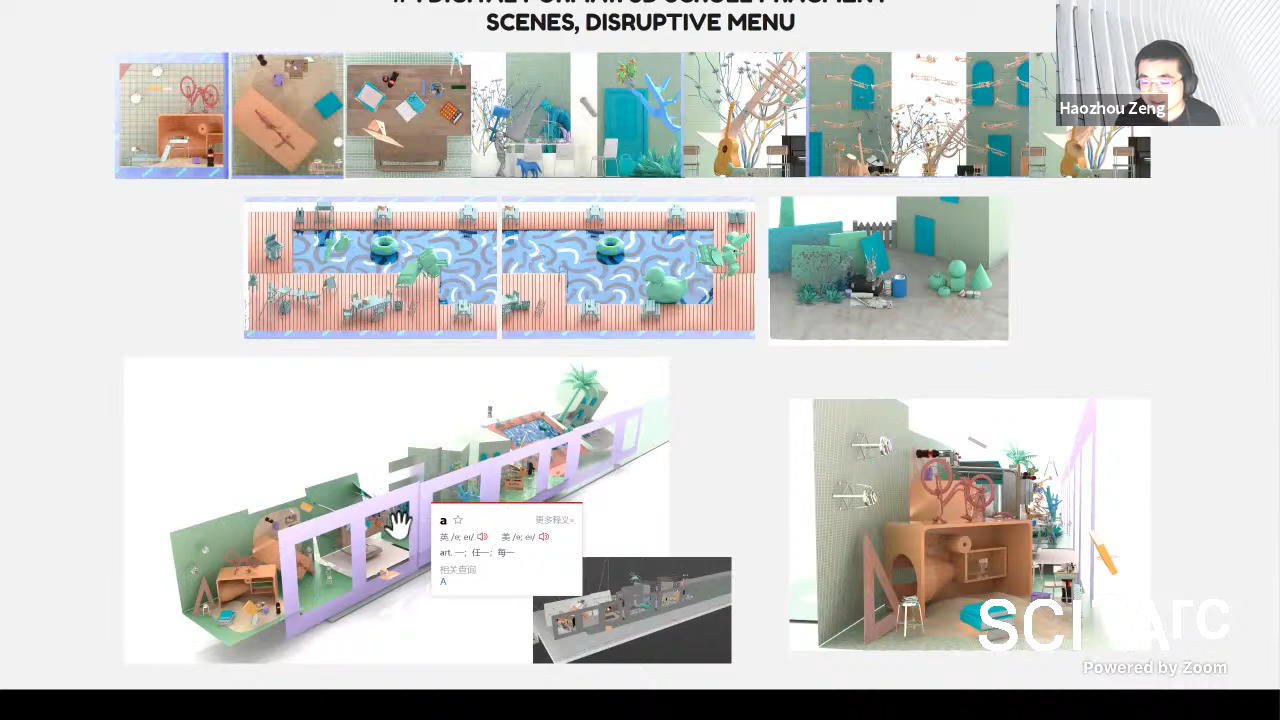 SCENES, DISRUPTIVE MENU
Haozhou Zeng
a
更多释义»
英 /ə; eɪ/ 美 /ə; eɪ/
art. 一；任一；每一
相关查询
A
SCI Arc
Powered by Zoom